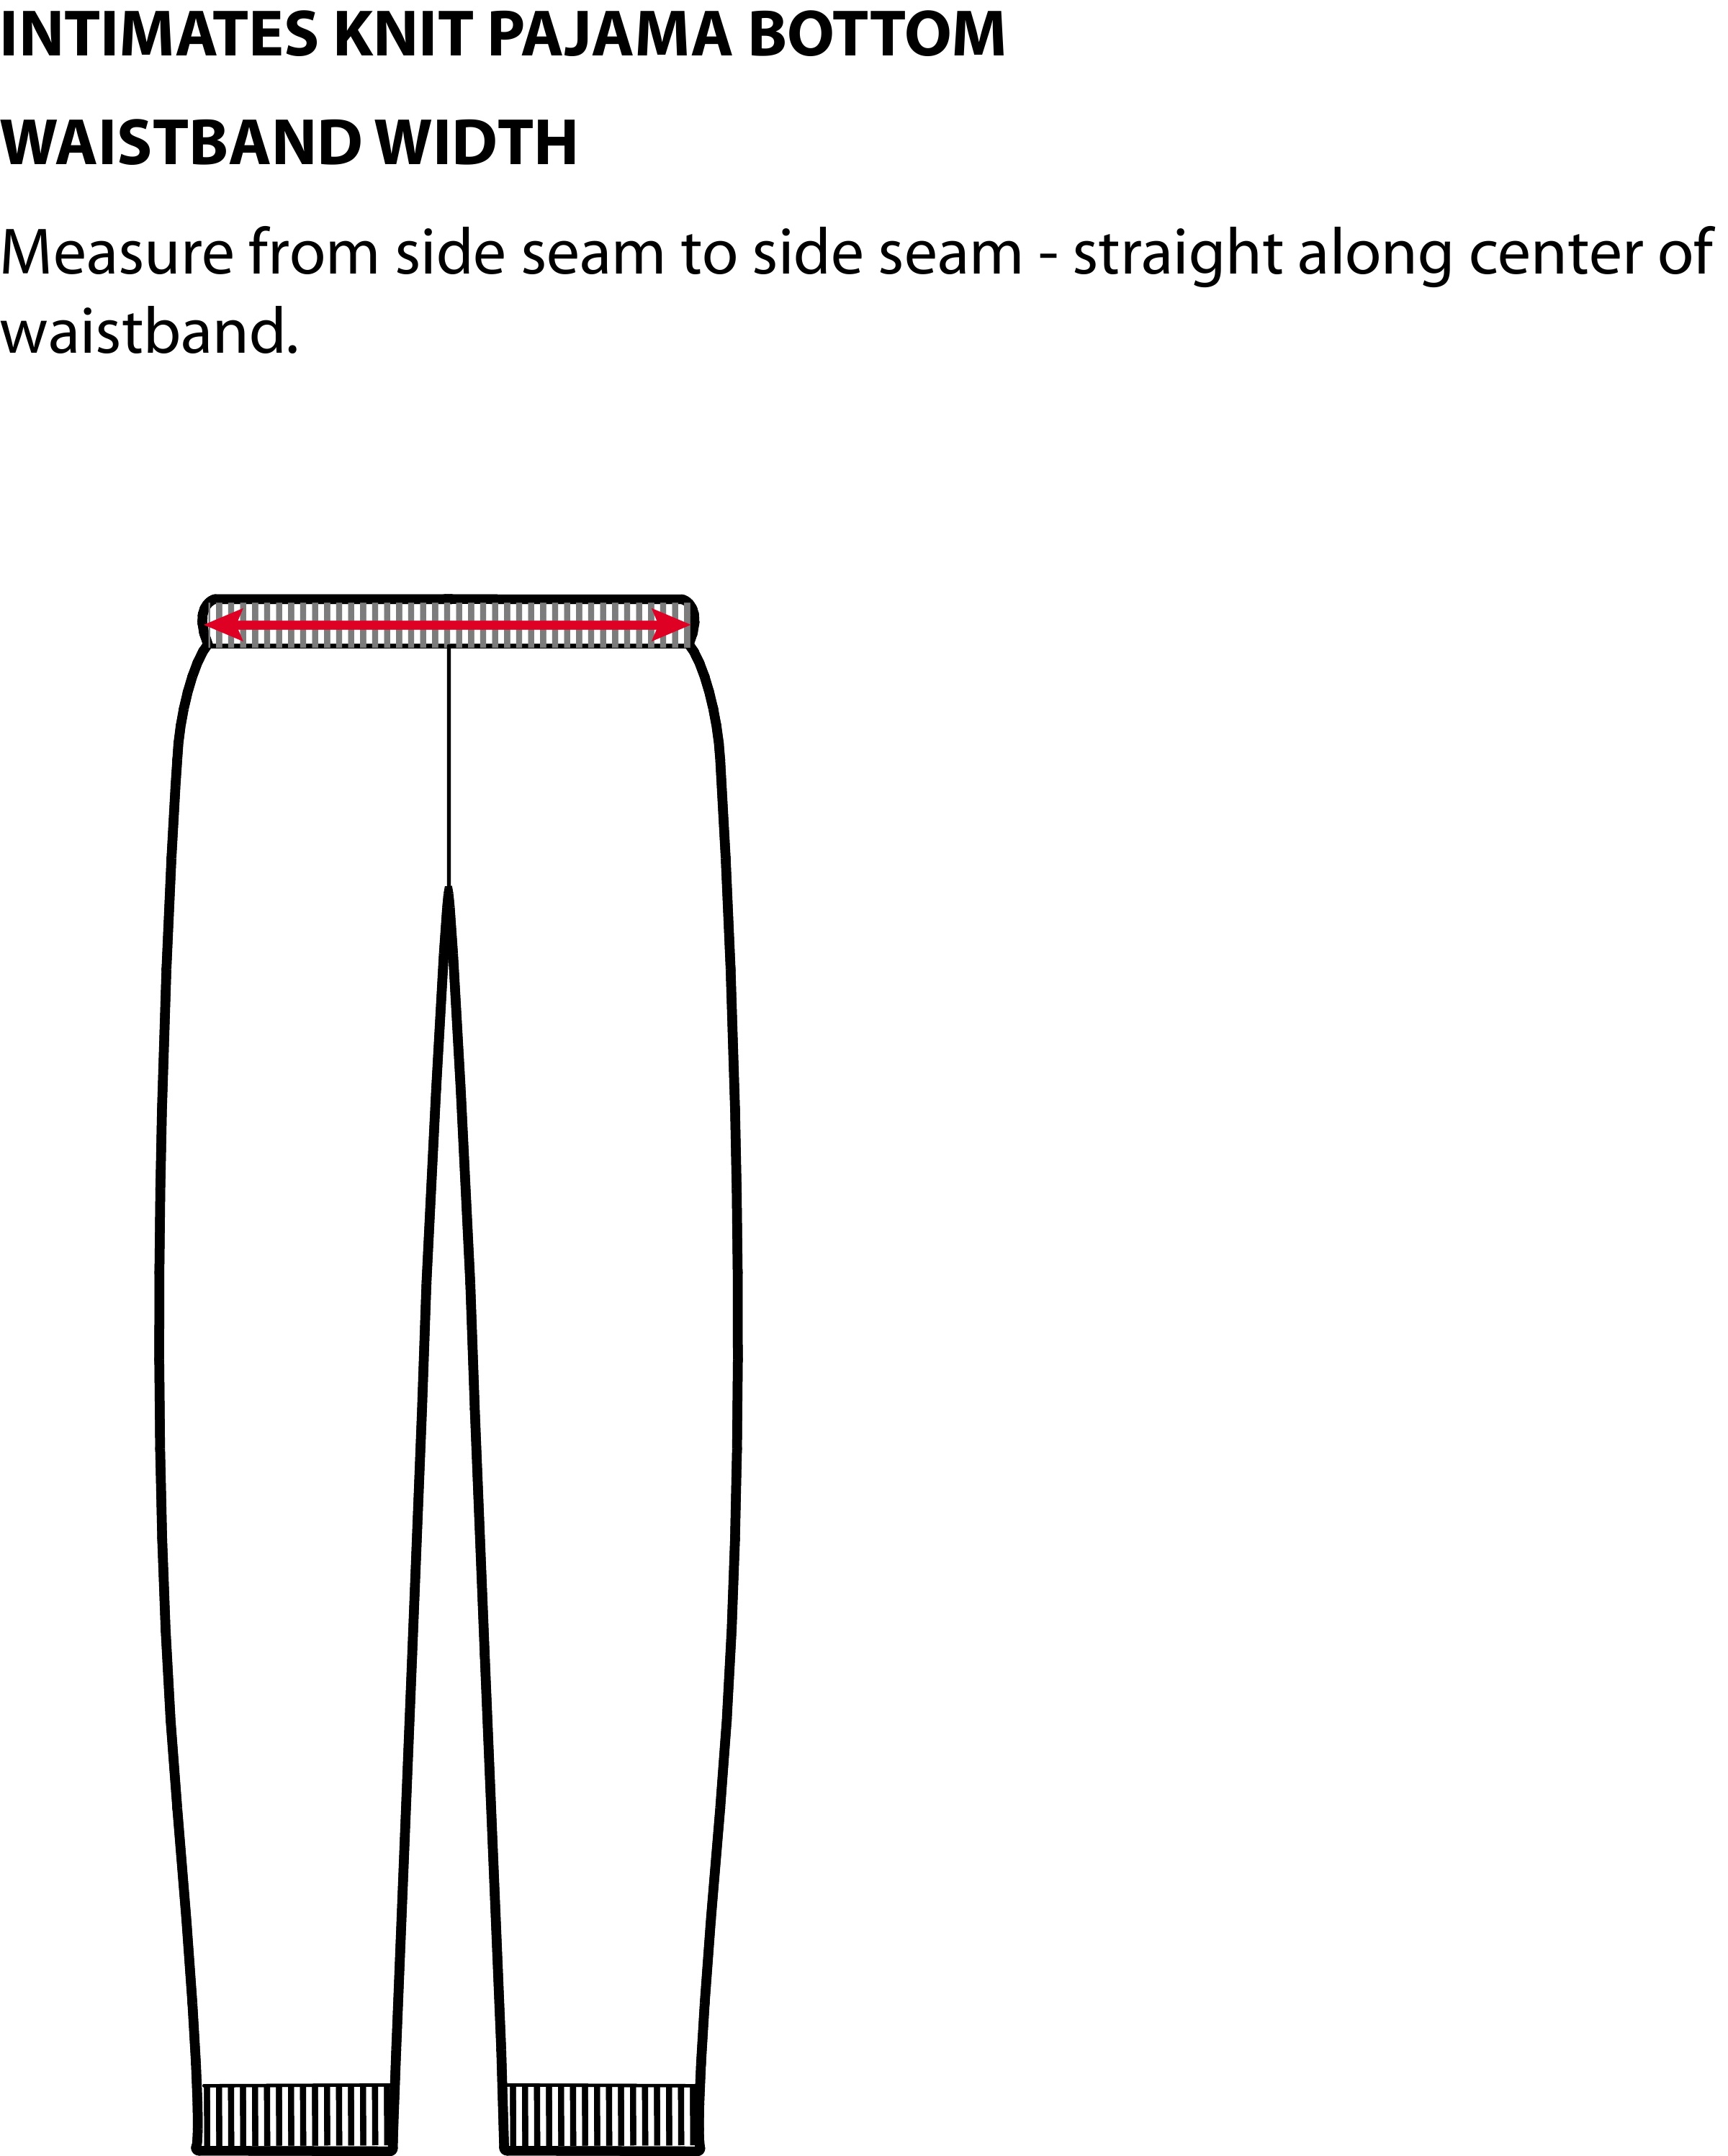 INTIMATES KNIT PAJAMA BOTTOM
WAISTBAND WIDTH
Measure from side seam to side seam - straight along center of
waistband.